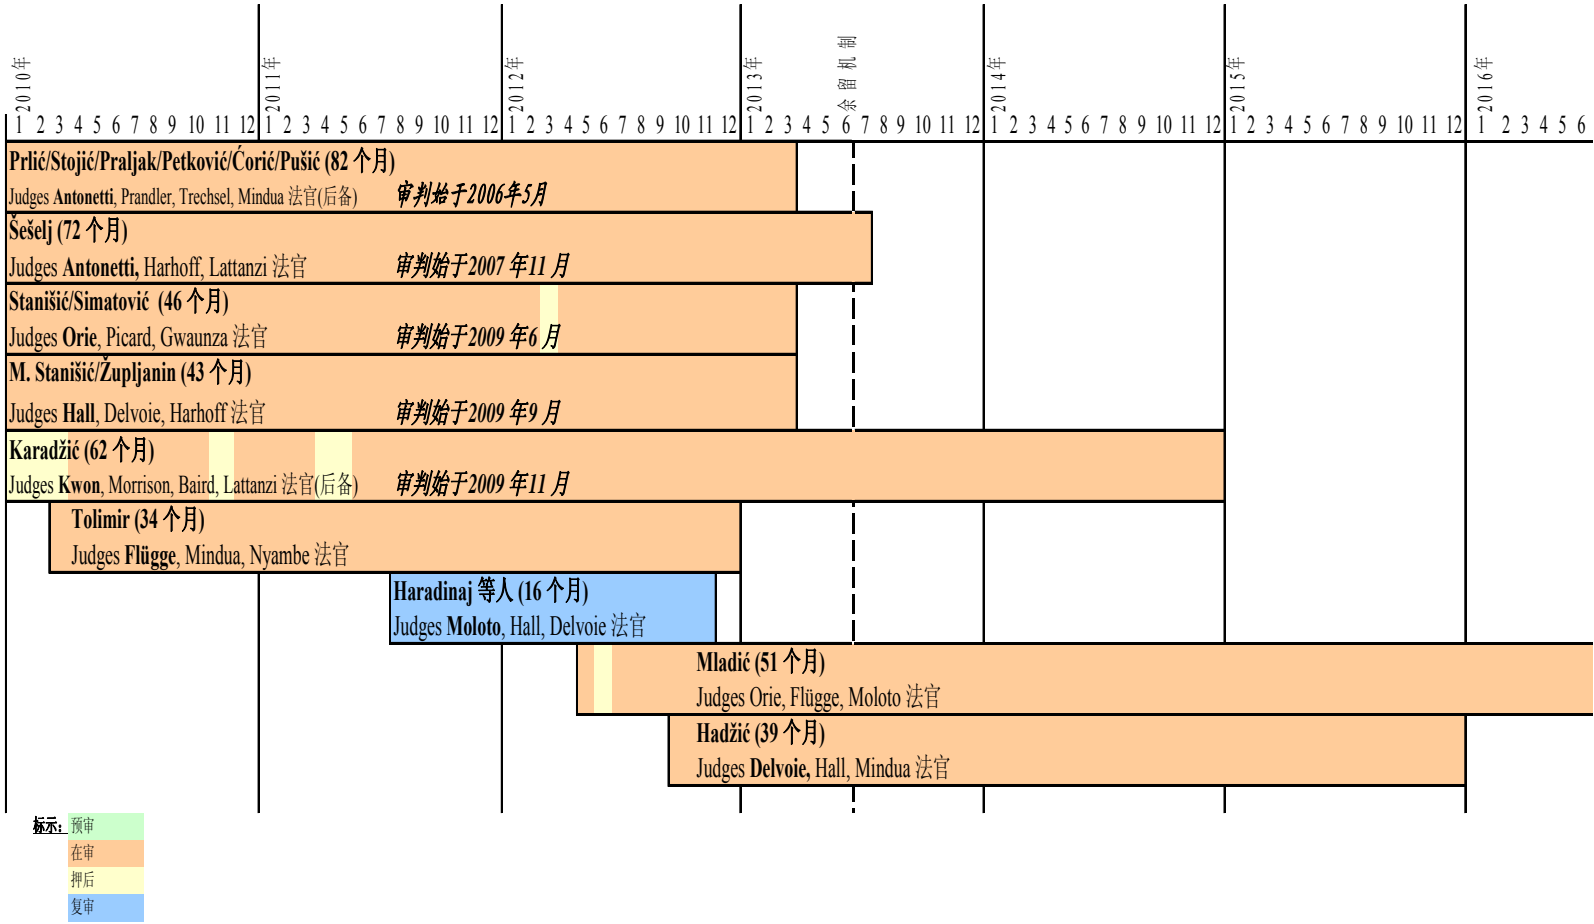 2010年
2011年
2012年
2013年
余留机制
2014年
2015年
2016年
1 2 3 4 5 6 7 8 9 10 11 12 1 2 3 4 5 6 7 8 9 10 11 12 1 2 3 4 5 6 7 8 9 10 11 12 1 2 3 4 5 6 7 8 9 10 11 12 1 2 3 4 5 6 7 8 9 10 11 12 1 2 3 4 5 6 7 8 9 10 11 12 1 2 3 4 5 6
Prlić/Stojić/Praljak/Petković/Ćorić/Pušić (82 个月)
Judges Antonetti, Prandler, Trechsel, Mindua 法官(后备) 审判始于2006年5月
Šešelj (72 个月)
Judges Antonetti, Harhoff, Lattanzi 法官 审判始于2007 年11 月
Stanišić/Simatović (46 个月)
Judges Orie, Picard, Gwaunza 法官 审判始于2009 年6 月
M. Stanišić/Župljanin (43 个月)
Judges Hall, Delvoie, Harhoff 法官 审判始于2009 年9 月
Karadžić (62 个月)
Judges Kwon, Morrison, Baird, Lattanzi 法官(后备) 审判始于2009 年11 月
Tolimir (34 个月)
Judges Flügge, Mindua, Nyambe 法官
Haradinaj 等人 (16 个月)
Judges Moloto, Hall, Delvoie 法官
Mladić (51 个月)
Judges Orie, Flügge, Moloto 法官
Hadžić (39 个月)
Judges Delvoie, Hall, Mindua 法官
标示: 预审
在审
押后
复审